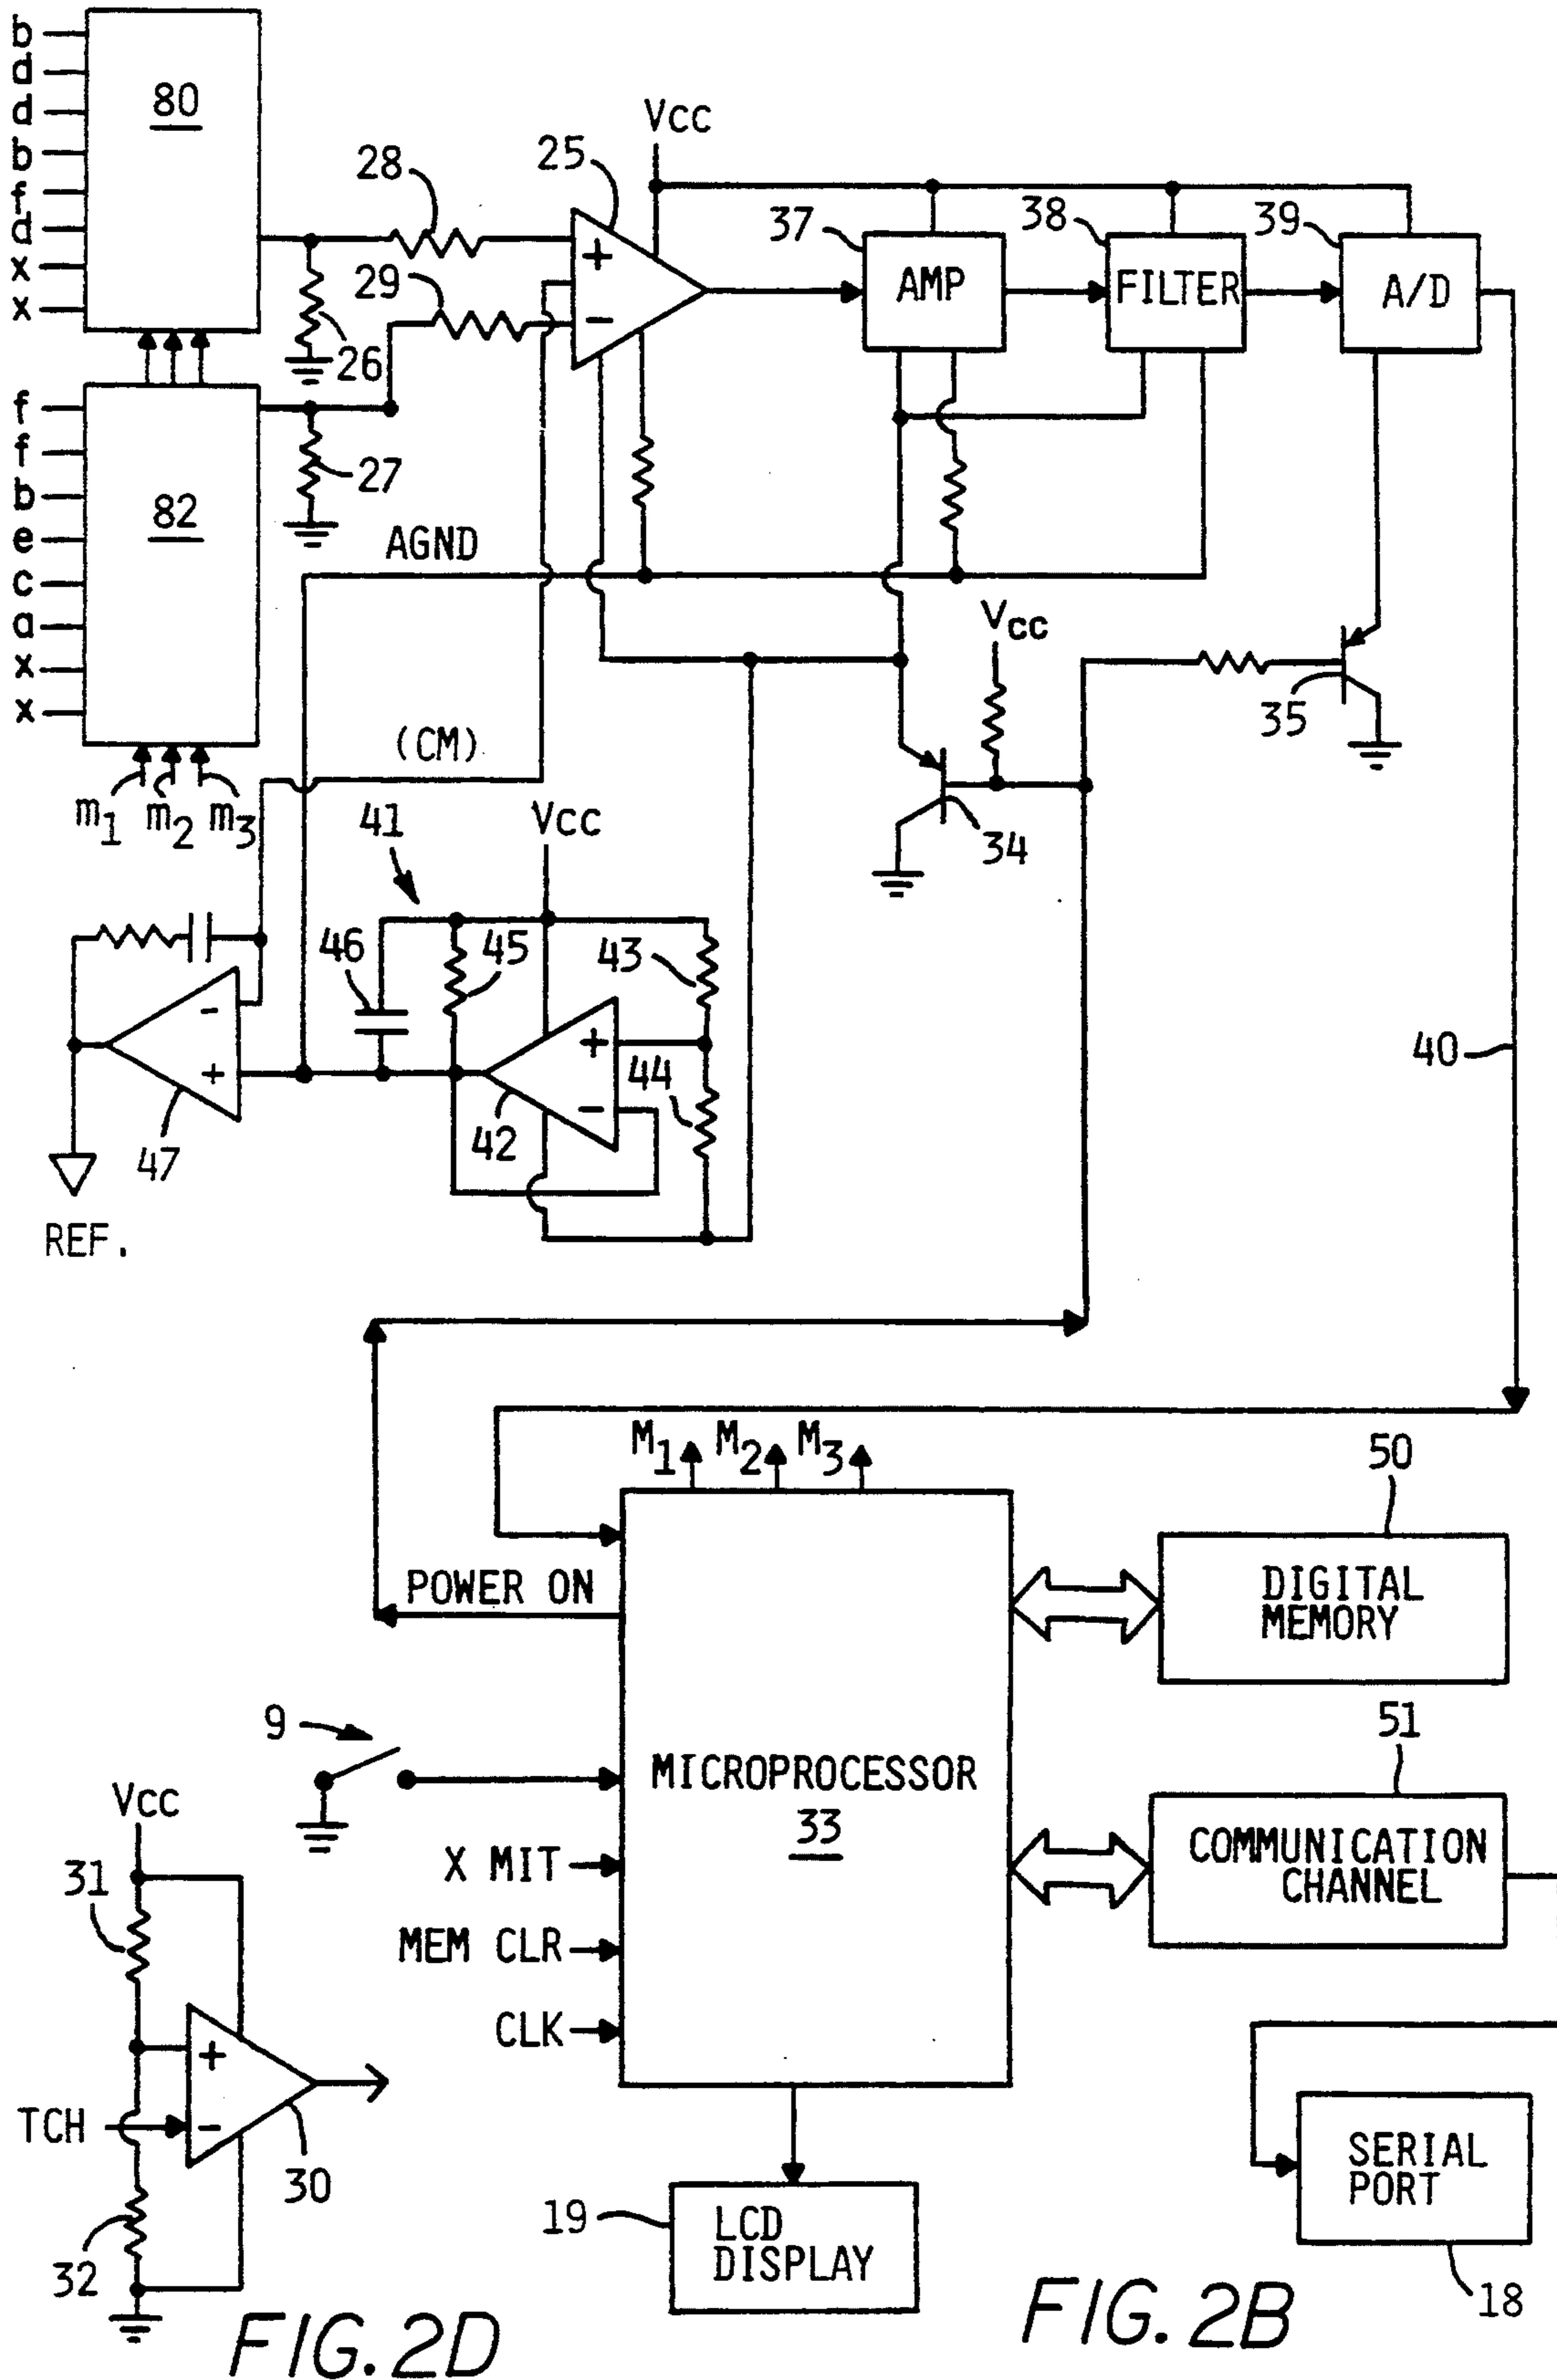 b
d
d
b
f
d
x
x
80
28
25
Vcc
37
38
39
AMP
FILTER
A/D
29
26
f
f
b
e
c
a
x
x
82
27
AGND
Vcc
35
(CM)
m1 m2 m3
34
41
Vcc
46
45
43
+
-
+
-
-
+
44
42
47
40
REF.
M1 M2 M3
50
POWER ON
DIGITAL
MEMORY
9
51
MICROPROCESSOR
33
COMMUNICATION
CHANNEL
Vcc
31
X MIT
MEM CLR
CLK
+
-
TCH
30
32
SERIAL
PORT
19
LCD
DISPLAY
18
FIG. 2D
FIG. 2B